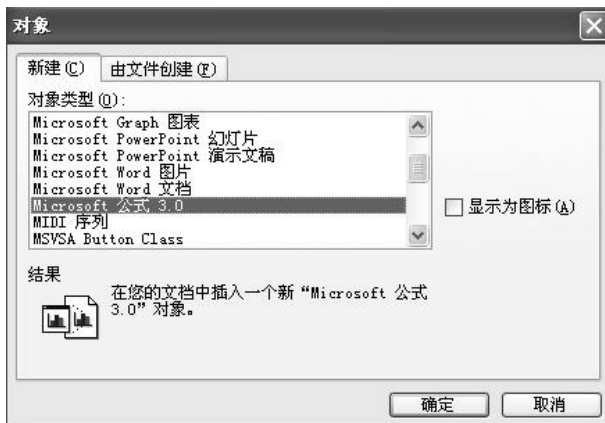 对象
新建(C) 由文件创建(F)
对象类型(O):
Microsoft Graph 图表
Microsoft PowerPoint 幻灯片
Microsoft PowerPoint 演示文稿
Microsoft Word 图片
Microsoft Word 文档
Microsoft 公式 3.0
MIDI 序列
MSVSA Button Class
显示为图标(A)
结果
在您的文档中插入一个新“Microsoft 公式
3.0”对象。
确定 取消